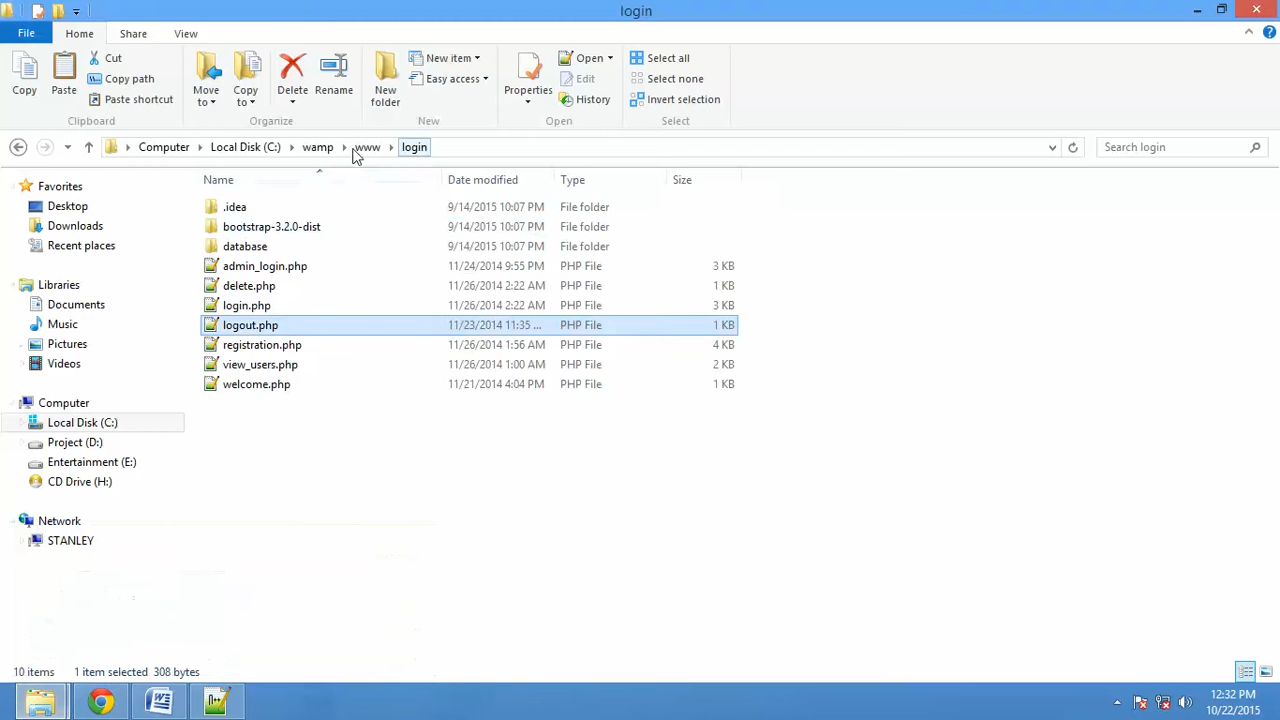 login
File Home Share View
Copy
Paste
Cut
Copy path
Paste shortcut
Clipboard
Move to
Copy to
Delete
Rename
Organize
New folder
New item
Easy access
New
Properties
Open
Edit
History
Open
Select all
Select none
Invert selection
Select
Computer Local Disk (C:) wamp www login
Search login
Name Date modified Type Size
.idea 9/14/2015 10:07 PM File folder
bootstrap-3.2.0-dist 9/14/2015 10:07 PM File folder
database 9/14/2015 10:07 PM File folder
admin_login.php 11/24/2014 9:55 PM PHP File 3 KB
delete.php 11/26/2014 2:22 AM PHP File 1 KB
login.php 11/26/2014 2:22 AM PHP File 3 KB
logout.php 11/23/2014 11:35 ... PHP File 1 KB
registration.php 11/26/2014 1:56 AM PHP File 4 KB
view_users.php 11/26/2014 1:00 AM PHP File 2 KB
welcome.php 11/21/2014 4:04 PM PHP File 1 KB
Favorites
Desktop
Downloads
Recent places
Libraries
Documents
Music
Pictures
Videos
Computer
Local Disk (C:)
Project (D:)
Entertainment (E:)
CD Drive (H:)
Network
STANLEY
10 items 1 item selected 308 bytes
12:32 PM
10/22/2015